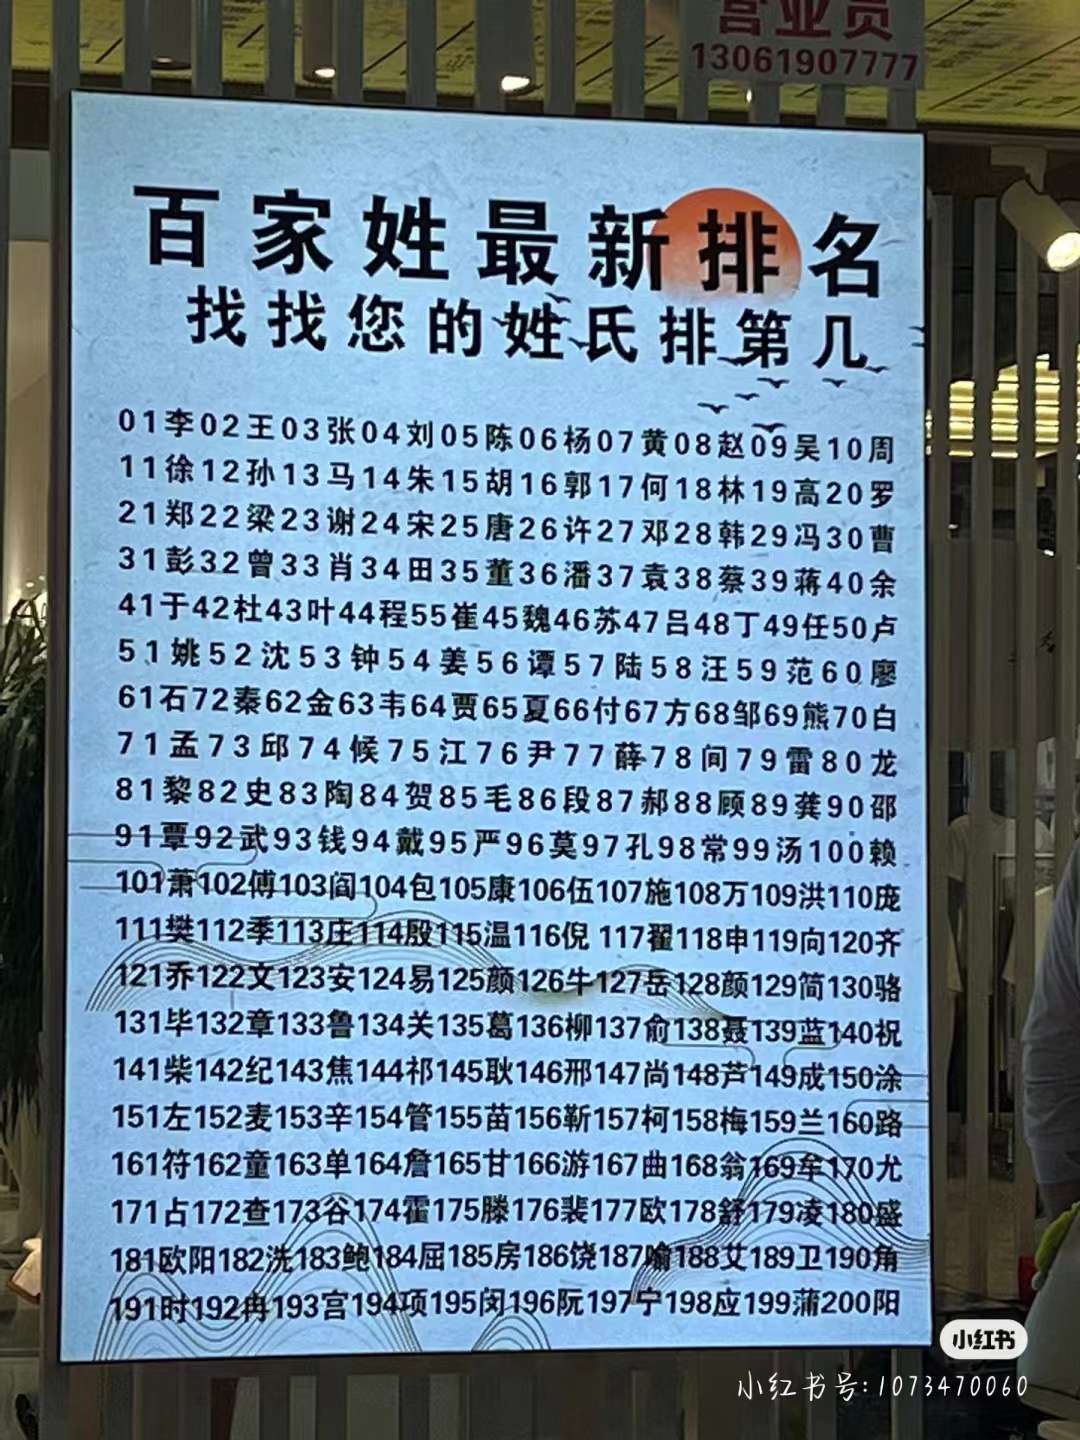 营业员
13061907777
百家姓最新排名
找找您的姓氏排第几
01李02王03张04刘05陈06杨07黄08赵09吴10周
11徐12孙13马14朱15胡16郭17何18林19高20罗
21郑22梁23谢24宋25唐26许27邓28韩29冯30曹
31彭32曾33肖34田35董36潘37袁38蔡39蒋40余
41于42杜43叶44程55崔45魏46苏47吕48丁49任50卢
51姚52沈53钟54姜56谭57陆58汪59范60廖
61石72秦62金63韦64贾65夏66付67方68邹69熊70白
71孟73邱74候75江76尹77薛78间79雷80龙
81黎82史83陶84贺85毛86段87郝88顾89龚90邵
91覃92武93钱94戴95严96莫97孔98常99汤100赖
101萧102傅103阎104包105康106伍107施108万109洪110庞
111樊112季113庄114殷115温116倪 117翟118申119向120齐
121乔122文123安124易125颜126牛127岳128颜129简130骆
131毕132章133鲁134关135葛136柳137俞138聂139蓝140祝
141柴142纪143焦144祁145耿146邢147尚148芦149成150涂
151左152麦153辛154管155苗156靳157柯158梅159兰160路
161符162童163单164詹165甘166游167曲168翁169牟170尤
171占172查173谷174霍175滕176裴177欧178舒179凌180盛
181欧阳182洗183鲍184屈185房186饶187喻188艾189卫190角
191时192冉193宫194项195闵196阮197宁198应199蒲200阳
小红书
小红书号:1073470060